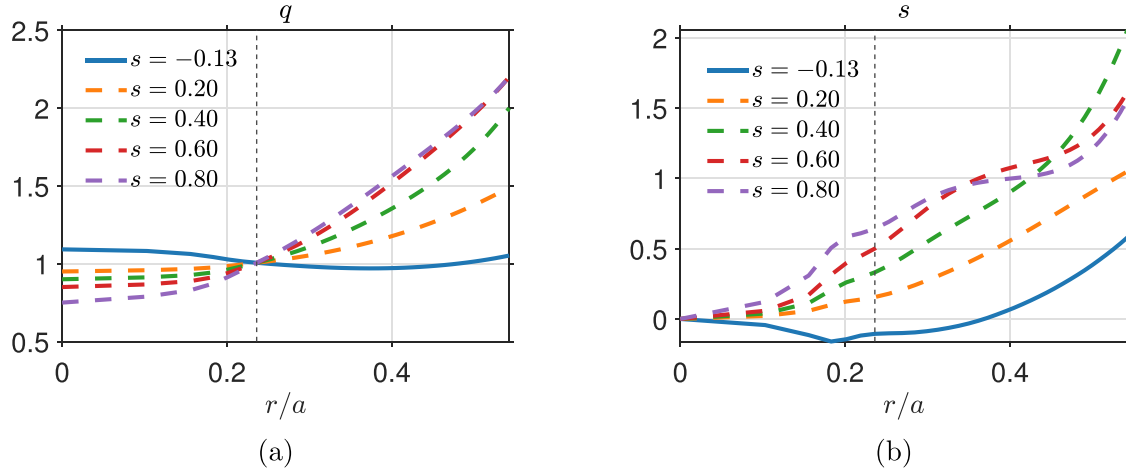 q
2.5
2
1.5
1
0.5
s = −0.13
s = 0.20
s = 0.40
s = 0.60
s = 0.80
0
0.2
0.4
r/a
(a)
s
2
1.5
1
0.5
0
s = −0.13
s = 0.20
s = 0.40
s = 0.60
s = 0.80
0
0.2
0.4
r/a
(b)